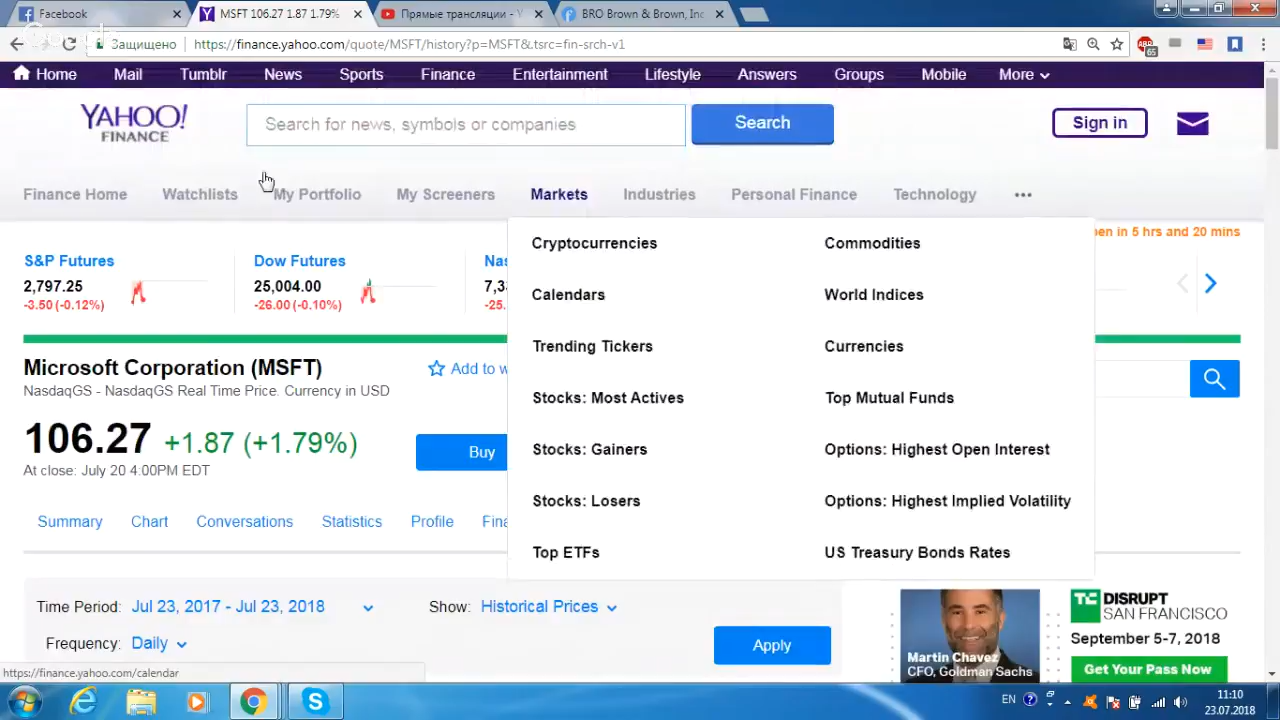 Facebook
MSFT 106.27 1.87 1.79%
Прямые трансляции - Y
BRO Brown & Brown, Inc
Защищено
https://finance.yahoo.com/quote/MSFT/history?p=MSFT&.tsrc=fin-srch-v1
65
Home Mail Tumblr News Sports Finance Entertainment Lifestyle Answers Groups Mobile More
YAHOO!
FINANCE
Search for news, symbols or companies
Search
Sign in
Finance Home Watchlists My Portfolio My Screeners Markets Industries Personal Finance Technology
pen in 5 hrs and 20 mins
S&P Futures
2,797.25
-3.50 (-0.12%)
Dow Futures
25,004.00
-26.00 (-0.10%)
Nas
7,3
-25.
Cryptocurrencies
Calendars
Trending Tickers
Stocks: Most Actives
Stocks: Gainers
Stocks: Losers
Top ETFs
Commodities
World Indices
Currencies
Top Mutual Funds
Options: Highest Open Interest
Options: Highest Implied Volatility
US Treasury Bonds Rates
Microsoft Corporation (MSFT)
Add to w
NasdaqGS - NasdaqGS Real Time Price. Currency in USD
106.27 +1.87 (+1.79%)
At close: July 20 4:00PM EDT
Buy
Summary Chart Conversations Statistics Profile Fin
Time Period: Jul 23, 2017 - Jul 23, 2018
Show: Historical Prices
Frequency: Daily
Apply
Martin Chavez
CFO, Goldman Sachs
TC DISRUPT
SAN FRANCISCO
September 5-7, 2018
Get Your Pass Now
https://finance.yahoo.com/calendar
EN
11:10
23.07.2018